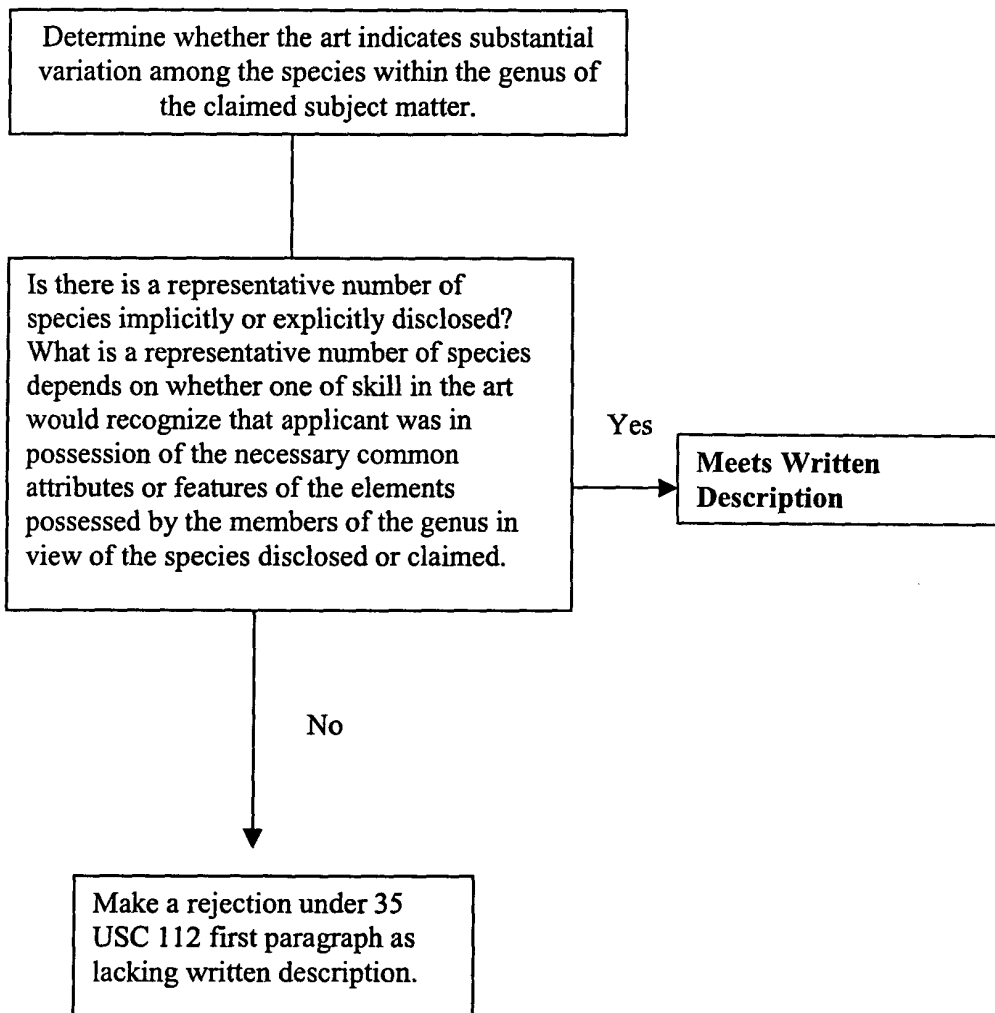 Determine whether the art indicates substantial
variation among the species within the genus of
the claimed subject matter.
Is there is a representative number of
species implicitly or explicitly disclosed?
What is a representative number of species
depends on whether one of skill in the art
would recognize that applicant was in
possession of the necessary common
attributes or features of the elements
possessed by the members of the genus in
view of the species disclosed or claimed.
Yes
Meets Written
Description
No
Make a rejection under 35
USC 112 first paragraph as
lacking written description.